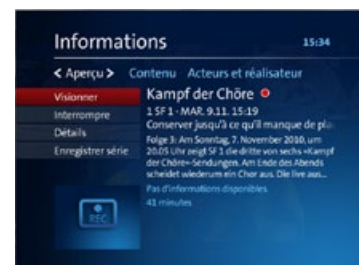 Informations
15:34
< Aperçu > Contenu Acteurs et réalisateur
Visionner
Interrompre
Détails
Enregistrer série
Kampf der Chöre
1 SF 1 - MAR. 9.11. 15:19
Conserver jusqu'à ce qu'il manque de pla
Folge 3: Am Sonntag, 7. November 2010, um
20.05 Uhr zeigt SF 1 die dritte von sechs «Kampf
der Chöre»-Sendungen. Am Ende des Abends
scheidet wiederum ein Chor aus. Die live aus...
Pas d'informations disponibles.
41 minutes
REC